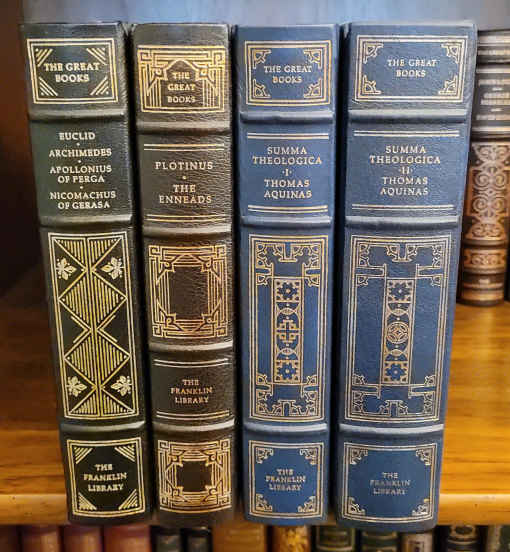 THE GREAT
BOOKS
EUCLID
·
ARCHIMEDES
·
APOLLONIUS
OF PERGA
·
NICOMACHUS
OF GERASA
THE
FRANKLIN
LIBRARY
THE
GREAT
BOOKS
PLOTINUS
·
THE
ENNEADS
THE
FRANKLIN
LIBRARY
THE GREAT
BOOKS
SUMMA
THEOLOGICA
·I·
THOMAS
AQUINAS
THE
FRANKLIN
LIBRARY
THE GREAT
BOOKS
SUMMA
THEOLOGICA
·II·
THOMAS
AQUINAS
THE
FRANKLIN
LIBRARY